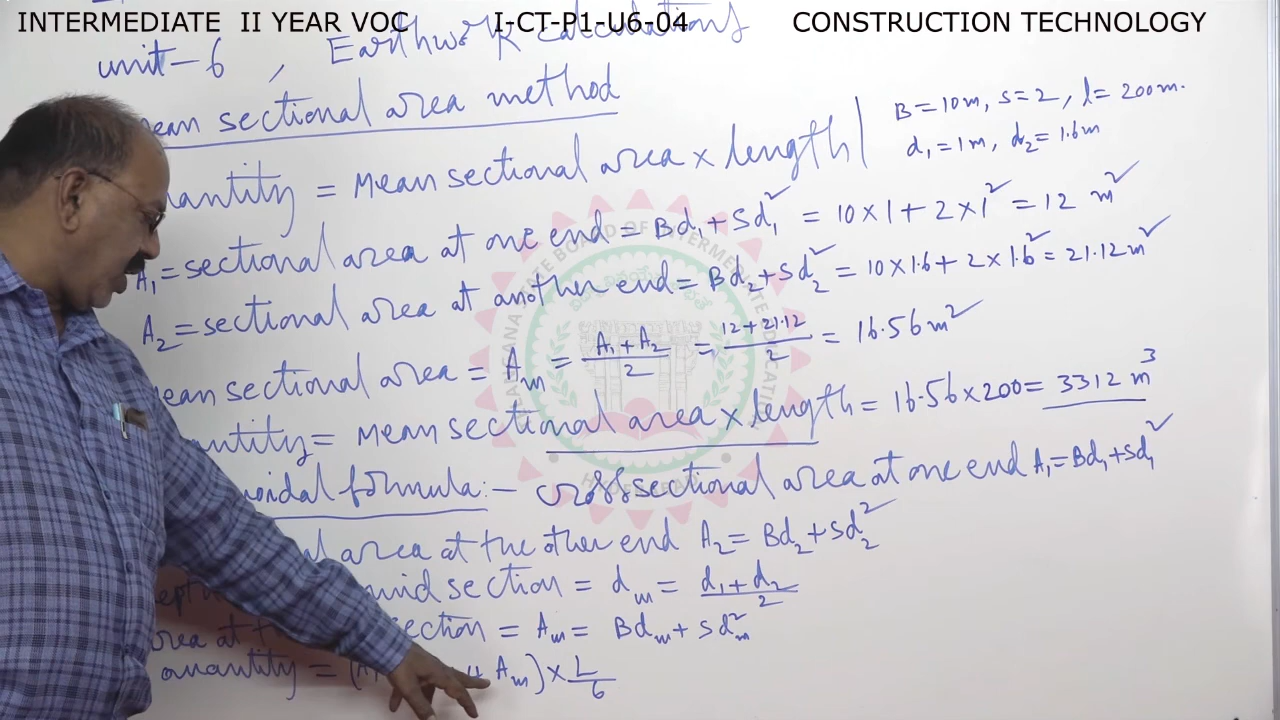 INTERMEDIATE II YEAR VOC I-CT-P1-U6-04 CONSTRUCTION TECHNOLOGY
unit-6, Earthwork calculations
ean sectional area method
B=10m, s=2, l=200m.
d₁=1m, d₂=1.6m
uantity = Mean sectional area × length
A₁=sectional area at one end = Bd₁+Sd₁² = 10×1+2×1² = 12 m²
A₂=sectional area at another end= Bd₂+Sd₂² = 10×1.6+2×1.6² = 21.12m²
ean sectional area = Aₘ = (A₁+A₂)/2 = (12+21.12)/2 = 16.56m²
antity= Mean sectional area × length = 16.56×200= 3312 m³
oidal formula:- cross sectional area at one end A₁=Bd₁+Sd₁²
al area at the other end A₂= Bd₂+Sd₂²
mid section = dₘ = (d₁+d₂)/2
area at section = Aₘ= Bdₘ+Sdₘ²
quantity = Aₘ)×L/6